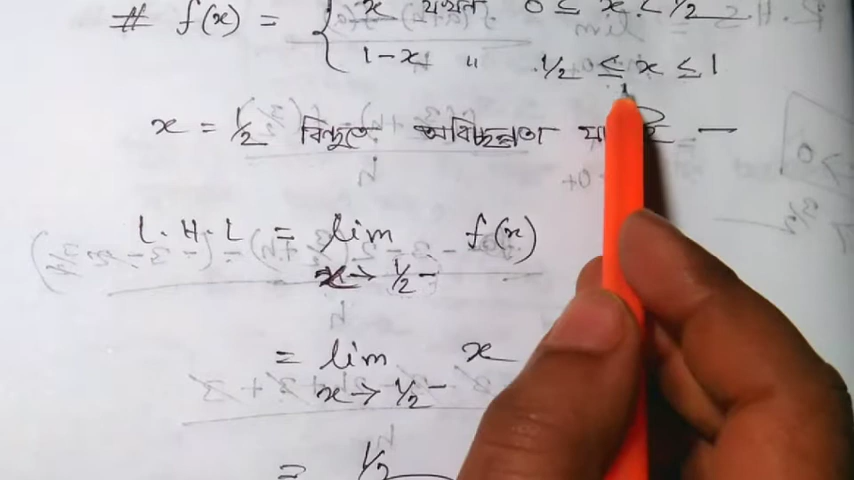 # f(x) = { x যখন 0 ≤ x < 1/2
1-x " 1/2 ≤ x ≤ 1
x = 1/2 বিন্দুতে অবিচ্ছন্নতা —
L.H.L = lim f(x)
x→ 1/2 -
= lim x
x→ 1/2 -
= 1/2